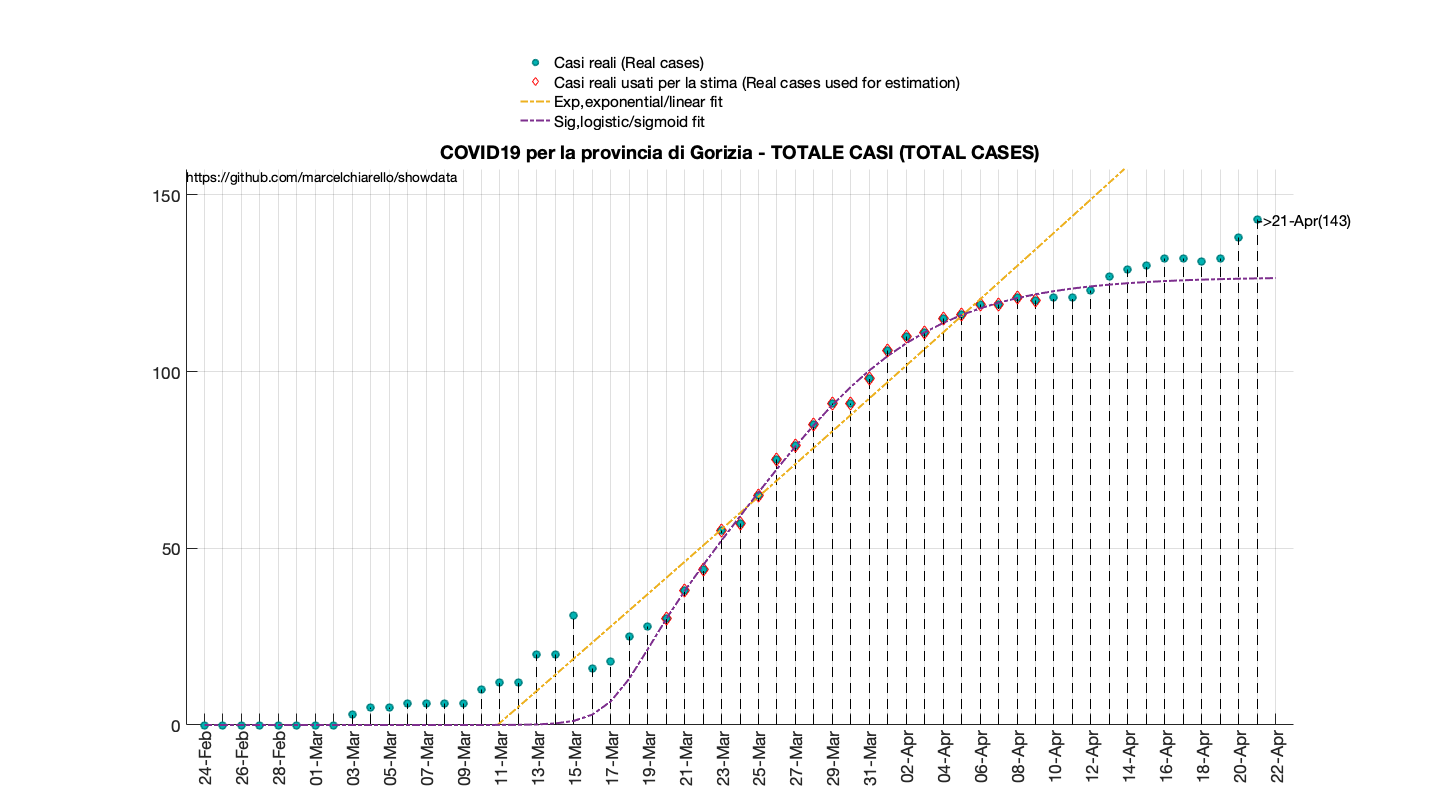 Casi reali (Real cases)
Casi reali usati per la stima (Real cases used for estimation)
Exp,exponential/linear fit
Sig,logistic/sigmoid fit
COVID19 per la provincia di Gorizia - TOTALE CASI (TOTAL CASES)
https://github.com/marcelchiarello/showdata
150
>21-Apr(143)
100
50
0
24-Feb
26-Feb
28-Feb
01-Mar
03-Mar
05-Mar
07-Mar
09-Mar
11-Mar
13-Mar
15-Mar
17-Mar
19-Mar
21-Mar
23-Mar
25-Mar
27-Mar
29-Mar
31-Mar
02-Apr
04-Apr
06-Apr
08-Apr
10-Apr
12-Apr
14-Apr
16-Apr
18-Apr
20-Apr
22-Apr